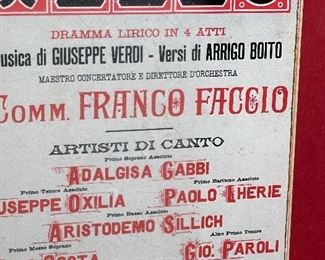 DRAMMA LIRICO IN 4 ATTI
usica di GIUSEPPE VERDI - Versi di ARRIGO BOITO
MAESTRO CONCERTATORE E DIRETTORE D'ORCHESTRA
COMM. FRANCO FACCIO
ARTISTI DI CANTO
Primo Soprano Assoluto
ADALGISA GABBI
Primo Tenore Assoluto Primo Baritono Assoluto
USEPPE OXILIA PAOLO LHERIE
Primo Basso Assoluto
ARISTODEMO SILLICH
Primo Mezzo Soprano Altro Primo Tenore
COSTA GIO. PAROLI